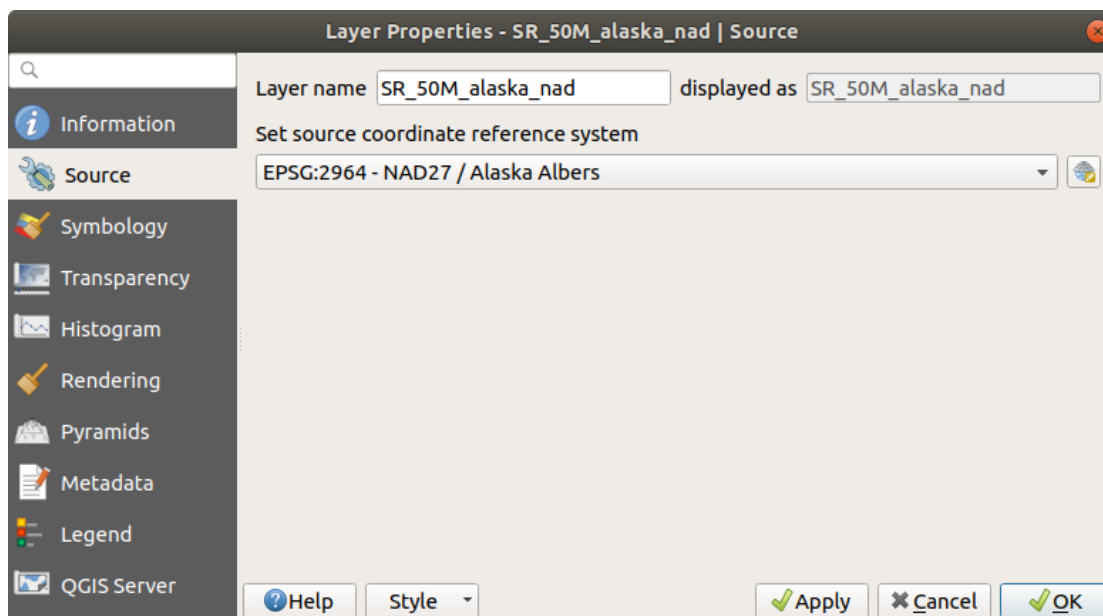 Layer Properties - SR_50M_alaska_nad | Source
Layer name SR_50M_alaska_nad displayed as SR_50M_alaska_nad
Set source coordinate reference system
EPSG:2964 - NAD27 / Alaska Albers
Information
Source
Symbology
Transparency
Histogram
Rendering
Pyramids
Metadata
Legend
QGIS Server
Help Style Apply Cancel OK